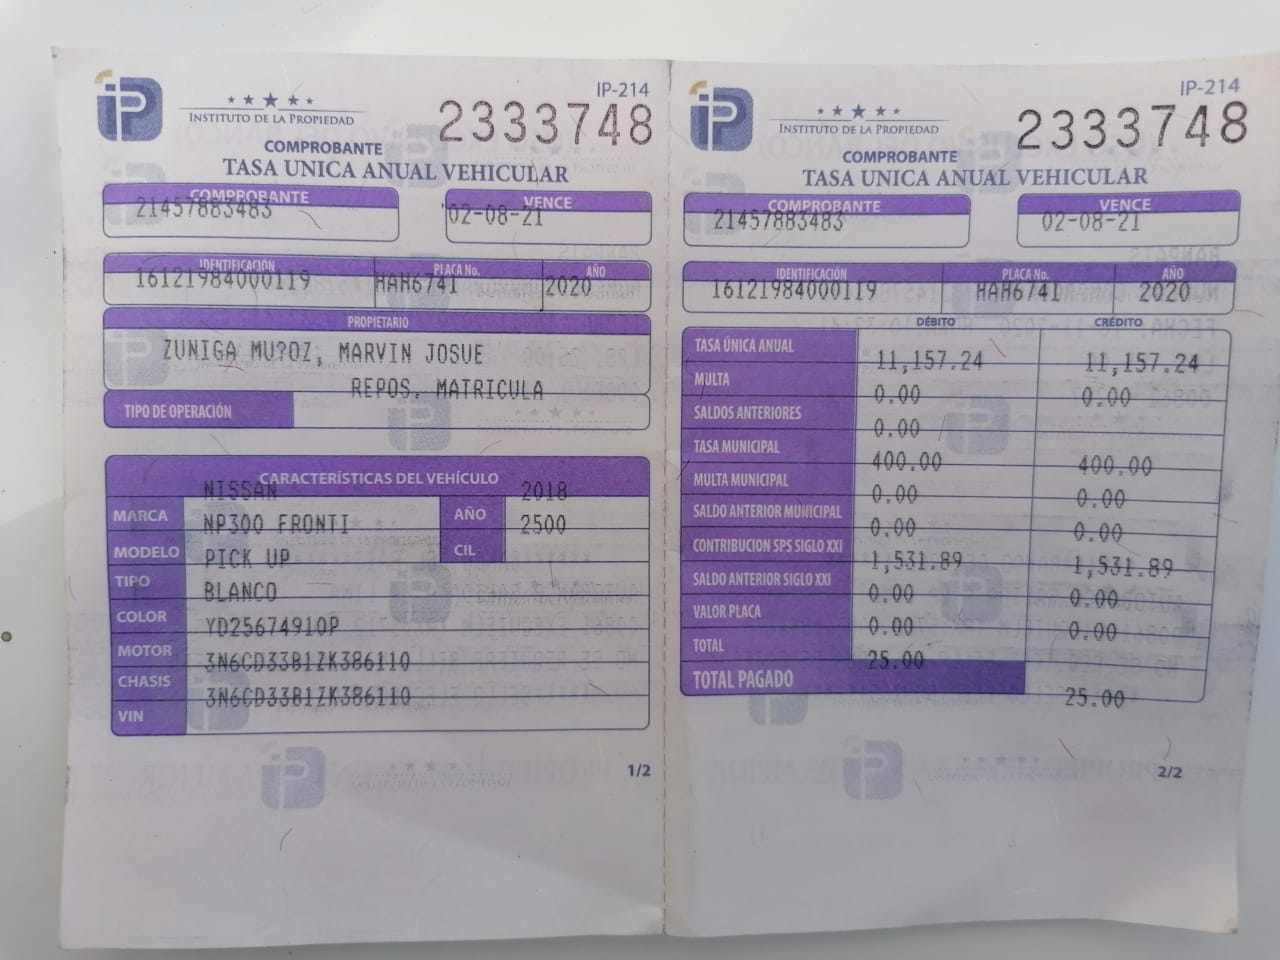 IP-214
2333748
INSTITUTO DE LA PROPIEDAD
COMPROBANTE
TASA UNICA ANUAL VEHICULAR
COMPROBANTE
21457883483
VENCE
02-08-21
IDENTIFICACIÓN
16121984000119
PLACA No.
HAH6741
AÑO
2020
PROPIETARIO
ZUNIGA MU?OZ, MARVIN JOSUE
REPOS. MATRICULA
TIPO DE OPERACIÓN
CARACTERÍSTICAS DEL VEHÍCULO
NISSAN 2018
MARCA
NP300 FRONTI AÑO 2500
MODELO
PICK UP CIL
TIPO
BLANCO
COLOR
YD25674910P
MOTOR
3N6CD33B1ZK386110
CHASIS
3N6CD33B1ZK386110
VIN
1/2
IP-214
2333748
INSTITUTO DE LA PROPIEDAD
COMPROBANTE
TASA UNICA ANUAL VEHICULAR
COMPROBANTE
21457883483
VENCE
02-08-21
IDENTIFICACIÓN
16121984000119
PLACA No.
HAH6741
AÑO
2020
DÉBITO CRÉDITO
TASA ÚNICA ANUAL 11,157.24 11,157.24
MULTA 0.00 0.00
SALDOS ANTERIORES 0.00
TASA MUNICIPAL 400.00 400.00
MULTA MUNICIPAL 0.00 0.00
SALDO ANTERIOR MUNICIPAL 0.00 0.00
CONTRIBUCION SPS SIGLO XXI 1,531.89 1,531.89
SALDO ANTERIOR SIGLO XXI 0.00 0.00
VALOR PLACA 0.00 0.00
TOTAL 25.00
TOTAL PAGADO 25.00
2/2